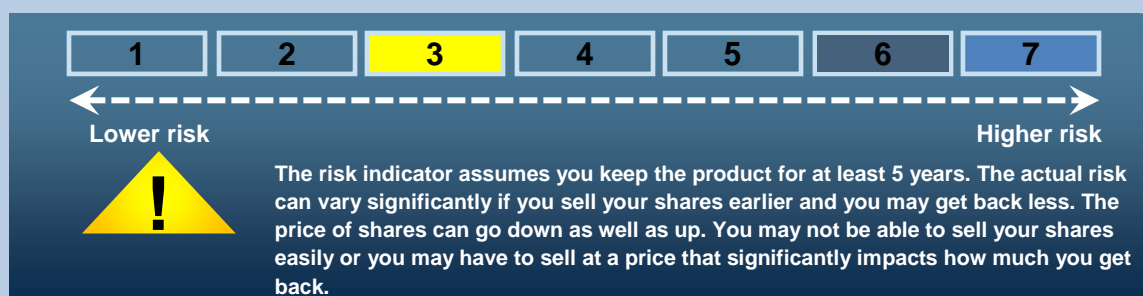 1 2 3 4 5 6 7
Lower risk Higher risk
!
The risk indicator assumes you keep the product for at least 5 years. The actual risk
can vary significantly if you sell your shares earlier and you may get back less. The
price of shares can go down as well as up. You may not be able to sell your shares
easily or you may have to sell at a price that significantly impacts how much you get
back.